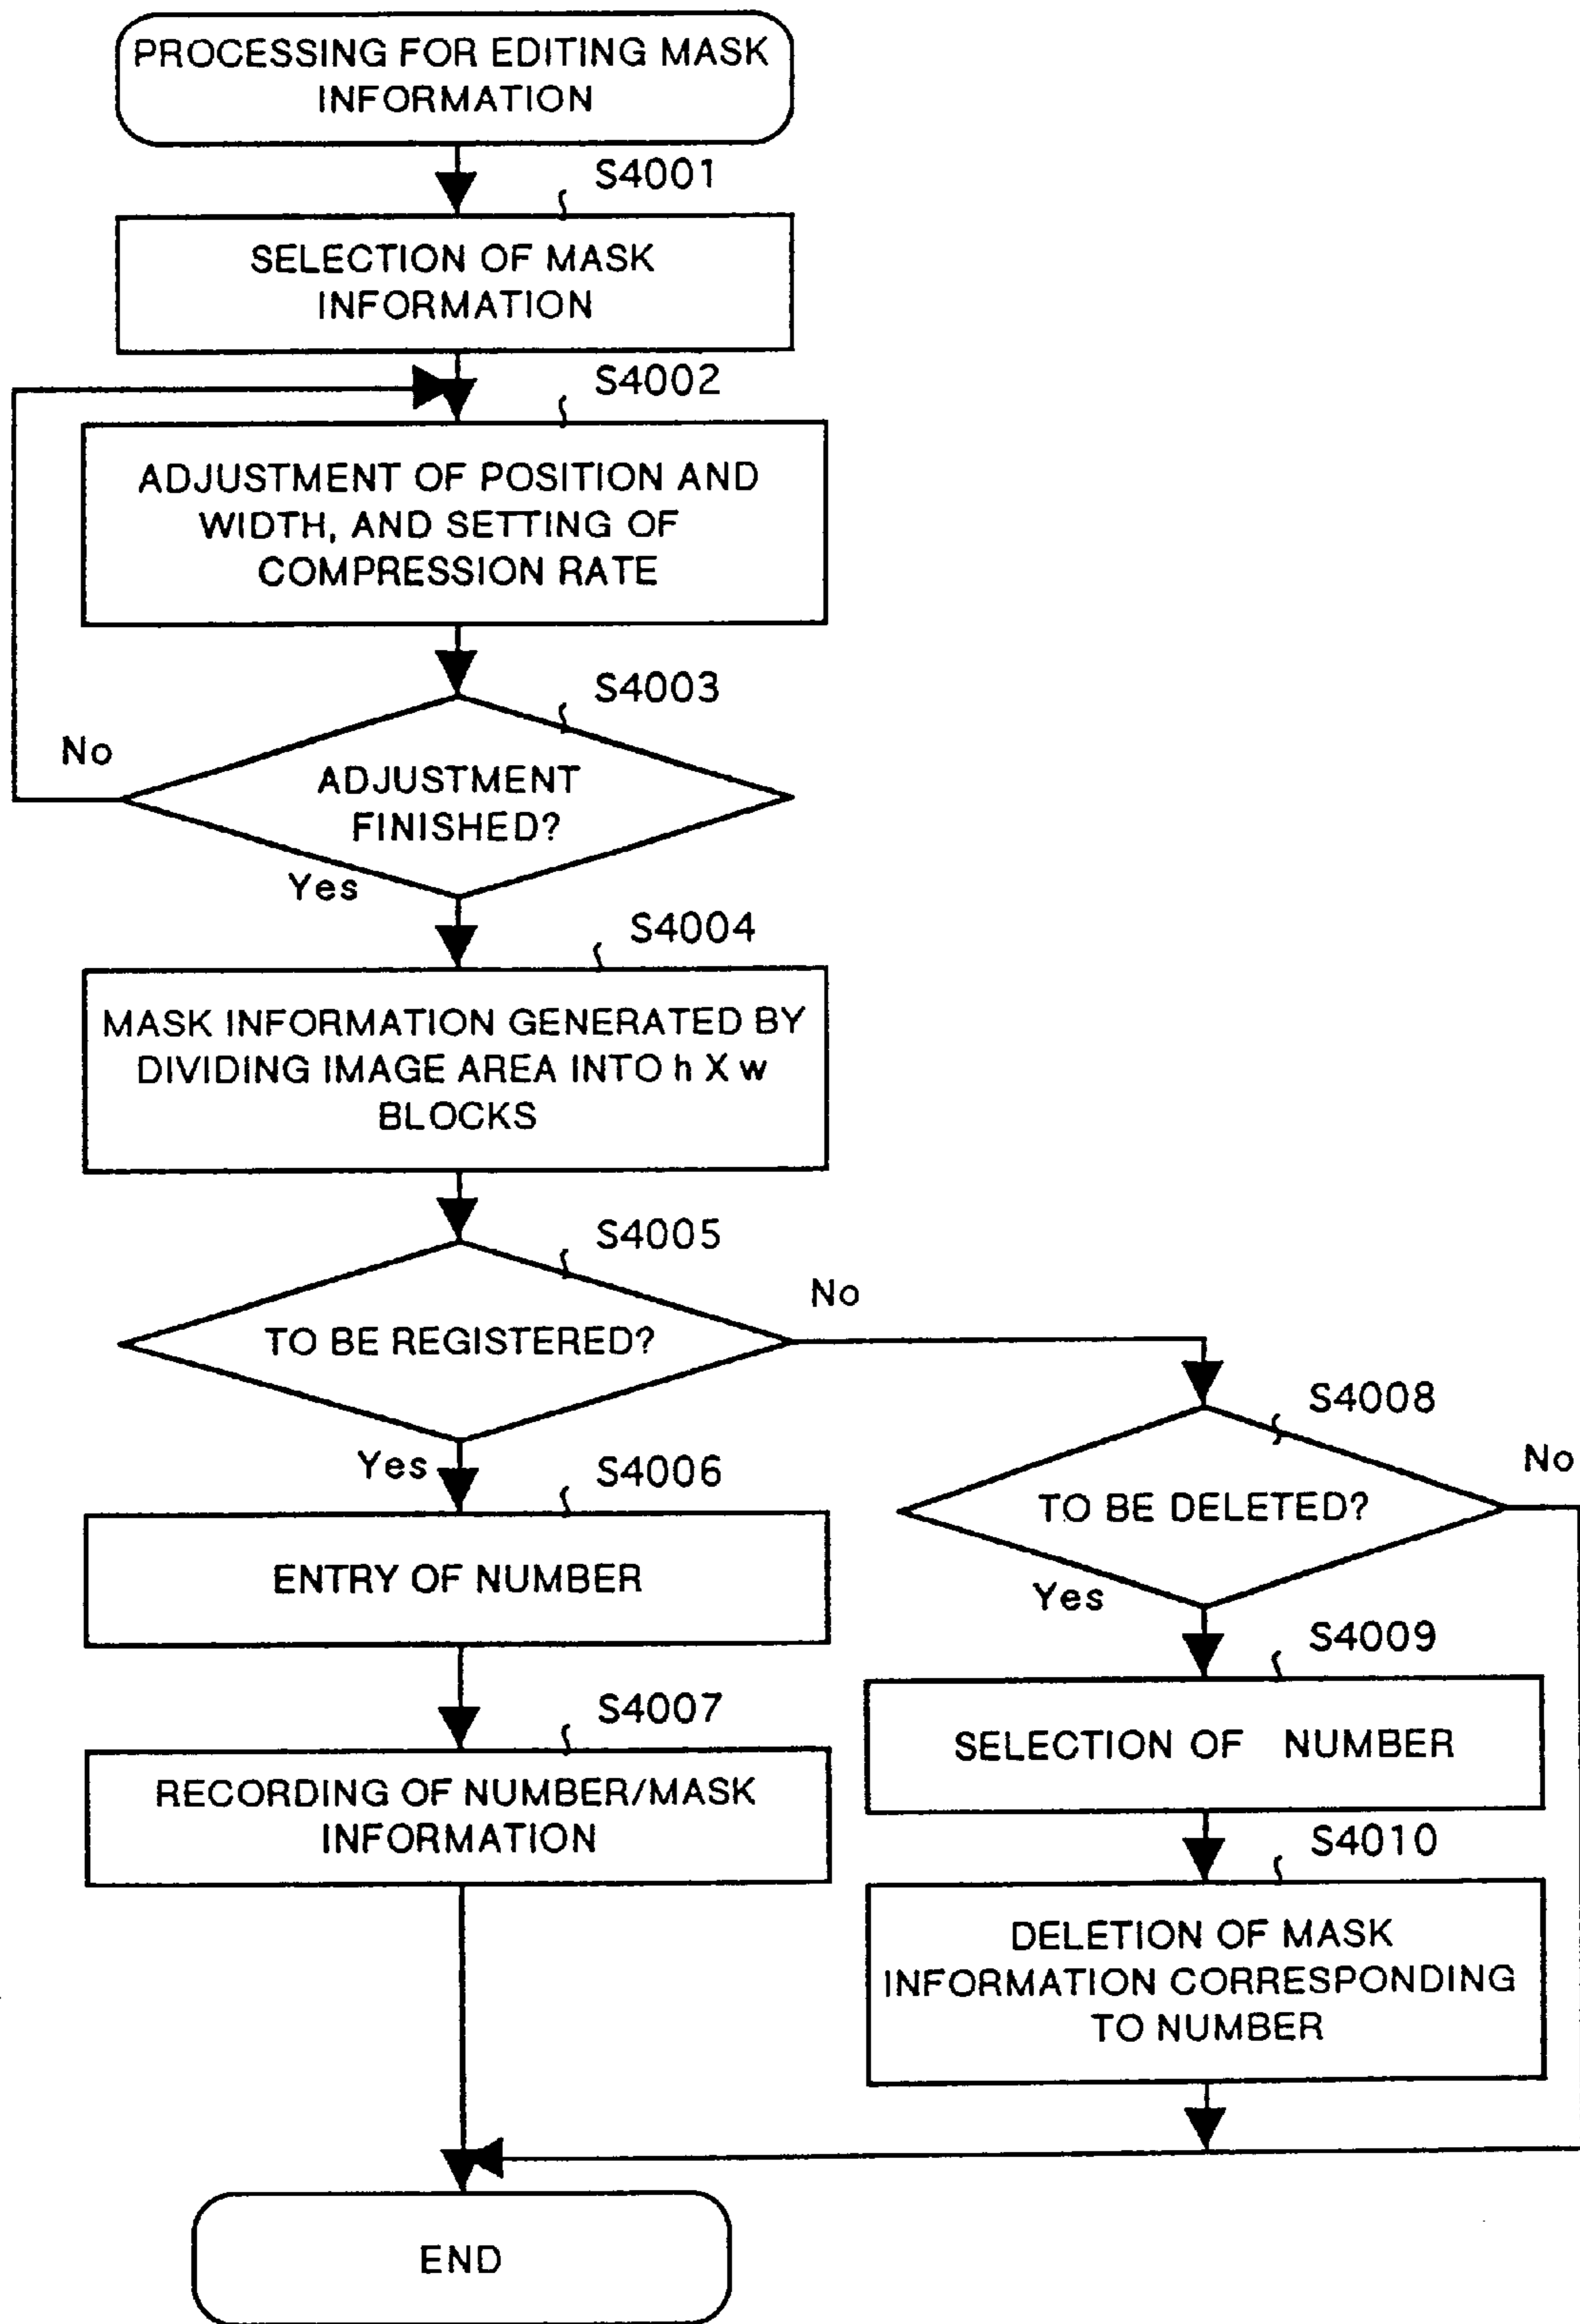 PROCESSING FOR EDITING MASK
INFORMATION
S4001
SELECTION OF MASK
INFORMATION
S4002
ADJUSTMENT OF POSITION AND
WIDTH, AND SETTING OF
COMPRESSION RATE
S4003
No
ADJUSTMENT
FINISHED?
Yes
S4004
MASK INFORMATION GENERATED BY
DIVIDING IMAGE AREA INTO h X w
BLOCKS
S4005
No
TO BE REGISTERED?
Yes
S4006
ENTRY OF NUMBER
S4007
RECORDING OF NUMBER/MASK
INFORMATION
S4008
No
TO BE DELETED?
Yes
S4009
SELECTION OF NUMBER
S4010
DELETION OF MASK
INFORMATION CORRESPONDING
TO NUMBER
END